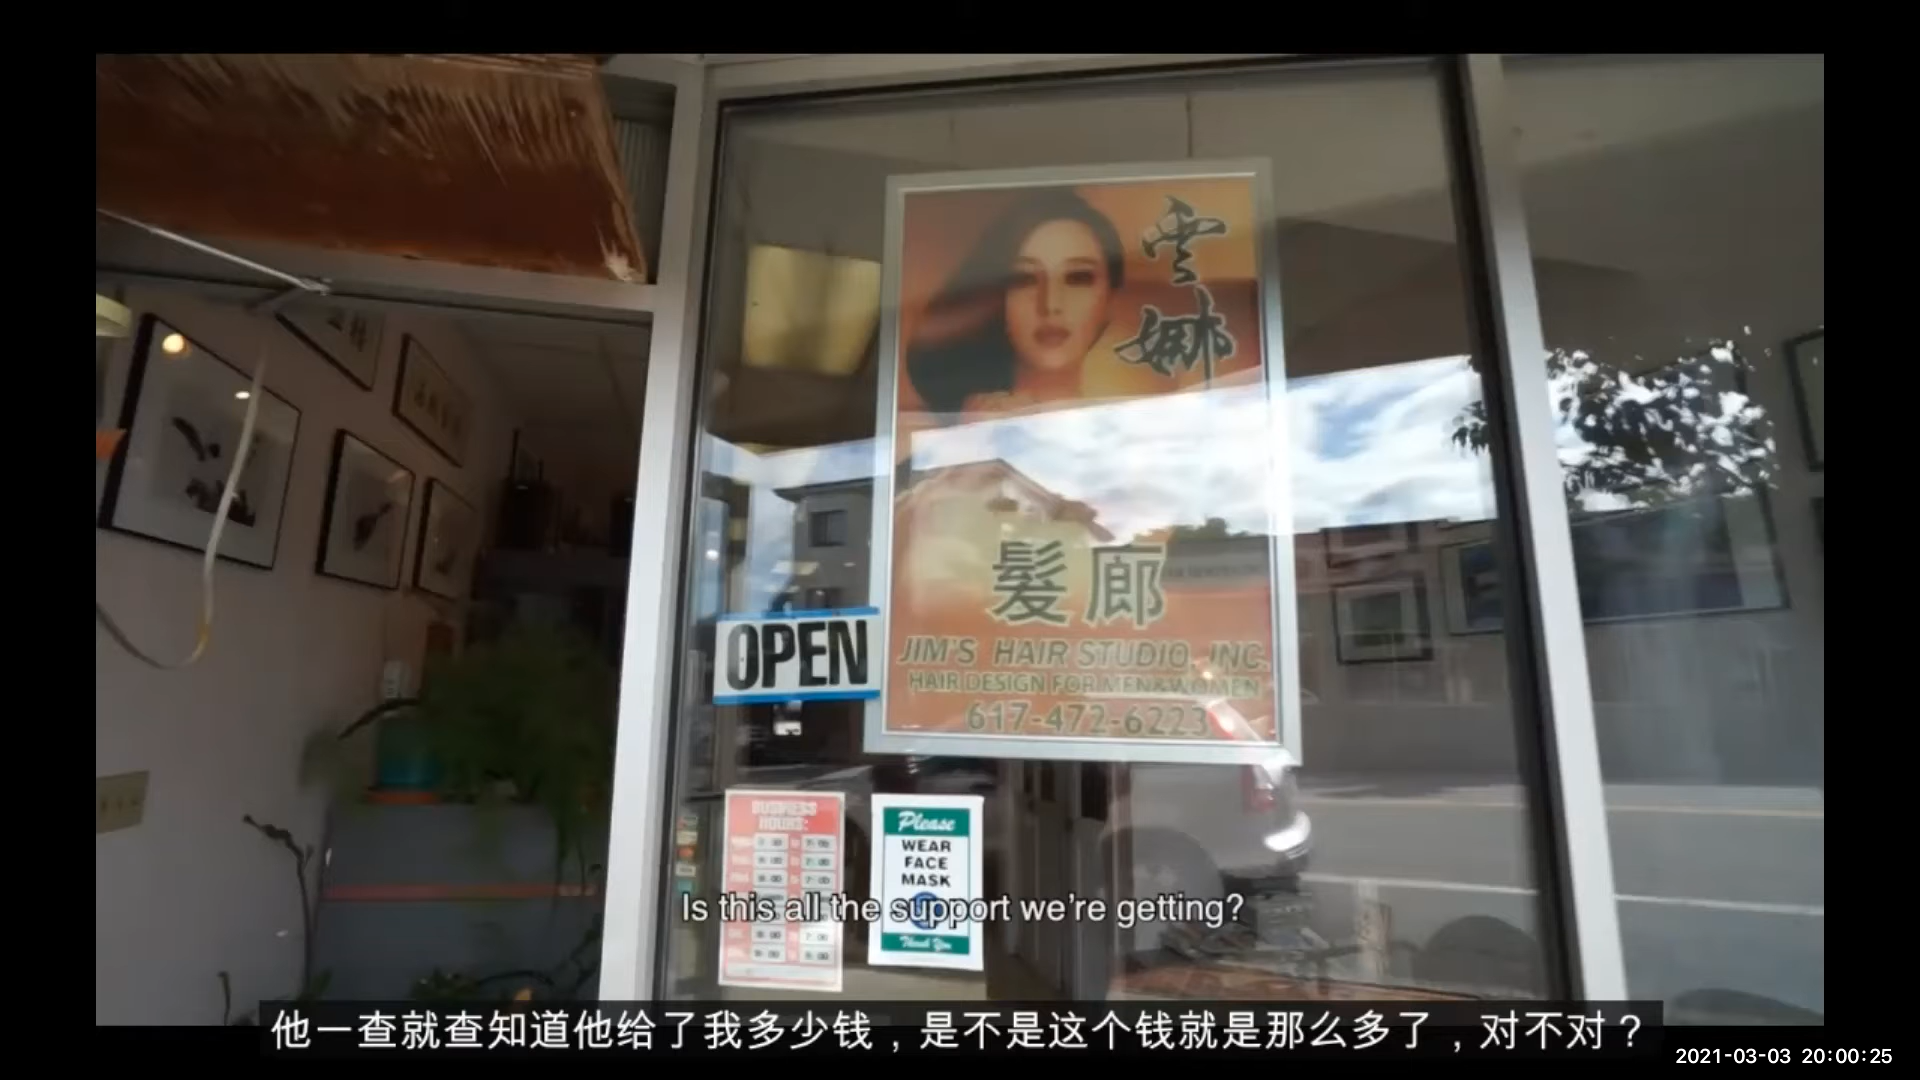 雲
娜
髮廊
JIM'S HAIR STUDIO, INC.
HAIR DESIGN FOR MEN&WOMEN
617-472-6223
OPEN
BUSINESS
HOURS:
Please
WEAR
FACE
MASK
Thank You
Is this all the support we're getting?
他一查就查知道他给了我多少钱，是不是这个钱就是那么多了，对不对？
2021-03-03 20:00:25